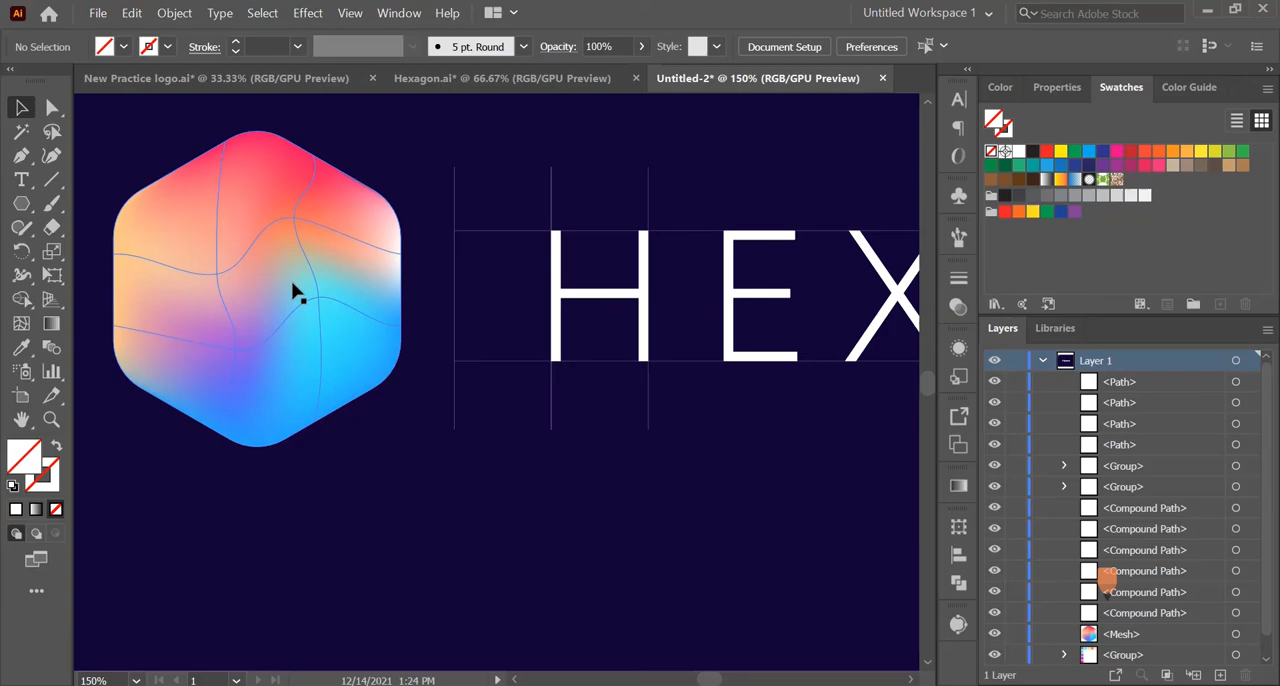 Ai File Edit Object Type Select Effect View Window Help Untitled Workspace 1 Search Adobe Stock
No Selection Stroke: 5 pt. Round Opacity: 100% Style: Document Setup Preferences
New Practice logo.ai* @ 33.33% (RGB/GPU Preview) Hexagon.ai* @ 66.67% (RGB/GPU Preview) Untitled-2* @ 150% (RGB/GPU Preview)
Color Properties Swatches Color Guide
HEX
Layers Libraries
Layer 1
<Path>
<Path>
<Path>
<Path>
<Group>
<Group>
<Compound Path>
<Compound Path>
<Compound Path>
<Compound Path>
<Compound Path>
<Compound Path>
<Mesh>
<Group>
1 Layer
150% 1 12/14/2021 1:24 PM